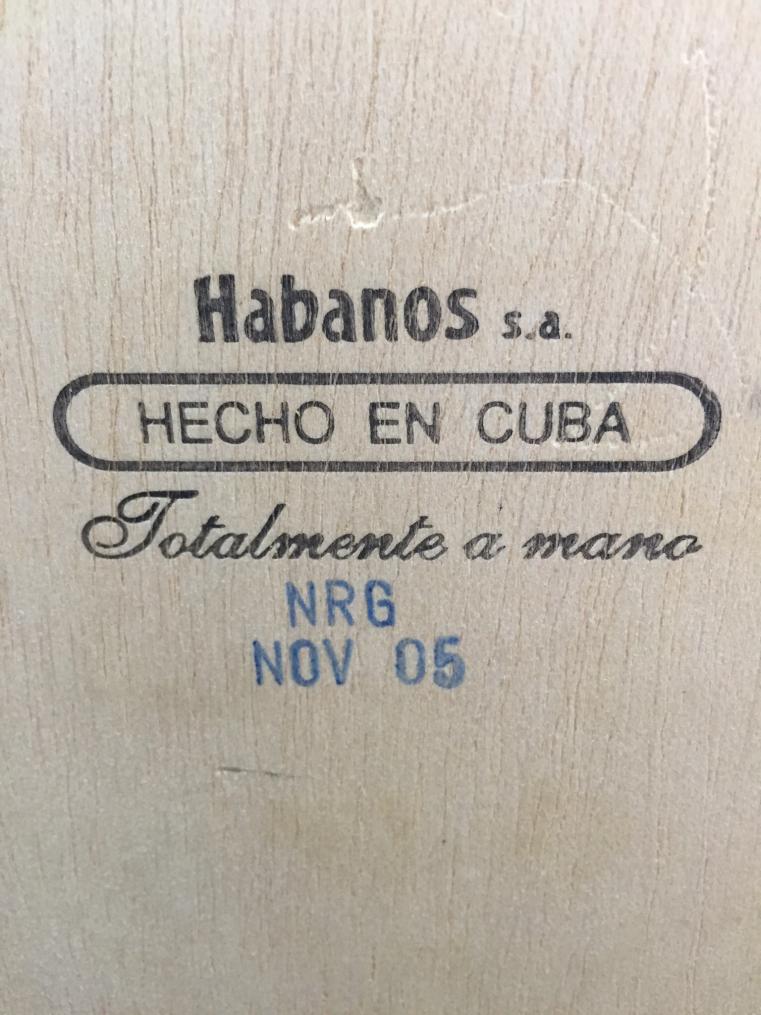 Habanos s.a.
HECHO EN CUBA
Totalmente a mano
NRG
NOV 05